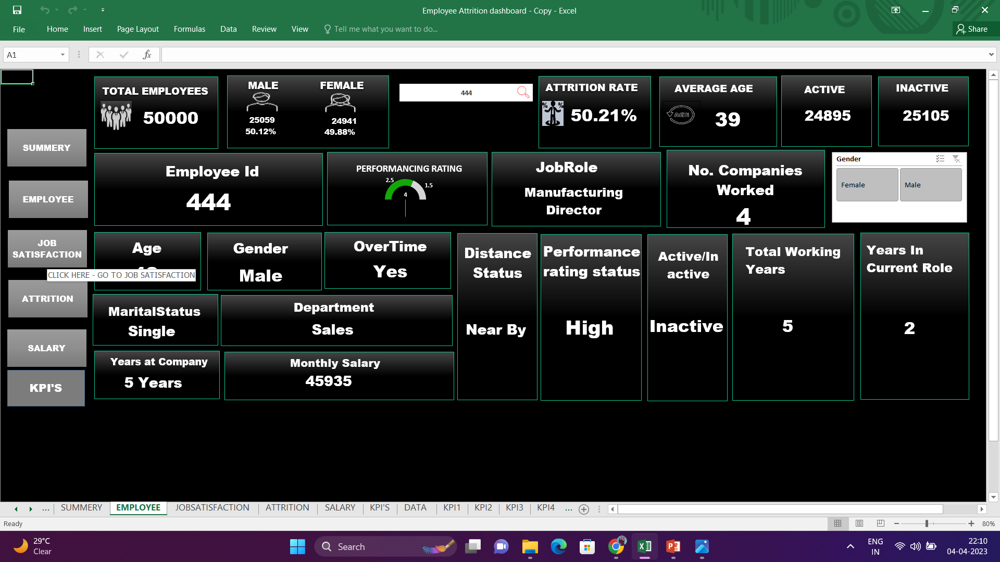 Employee Attrition dashboard - Copy - Excel
File Home Insert Page Layout Formulas Data Review View Tell me what you want to do... Share
A1 fx
TOTAL EMPLOYEES
50000
MALE FEMALE
25059 24941
50.12% 49.88%
444
ATTRITION RATE
% %
50.21%
AVERAGE AGE
AGE
39
ACTIVE
24895
INACTIVE
25105
SUMMERY
EMPLOYEE
JOB
SATISFACTION
CLICK HERE - GO TO JOB SATISFACTION
ATTRITION
SALARY
KPI'S
Employee Id
444
PERFORMANCING RATING
2.5
1.5
4
JobRole
Manufacturing
Director
No. Companies
Worked
4
Gender
Female Male
Age
Gender
Male
OverTime
Yes
Distance
Status
Near By
Performance
rating status
High
Active/In
active
Inactive
Total Working
Years
5
Years In
Current Role
2
MaritalStatus
Single
Department
Sales
Years at Company
5 Years
Monthly Salary
45935
... SUMMERY EMPLOYEE JOBSATISFACTION ATTRITION SALARY KPI'S DATA KPI1 KPI2 KPI3 KPI4 ...
Ready
80%
29°C
Clear
Search
ENG
IN
22:10
04-04-2023